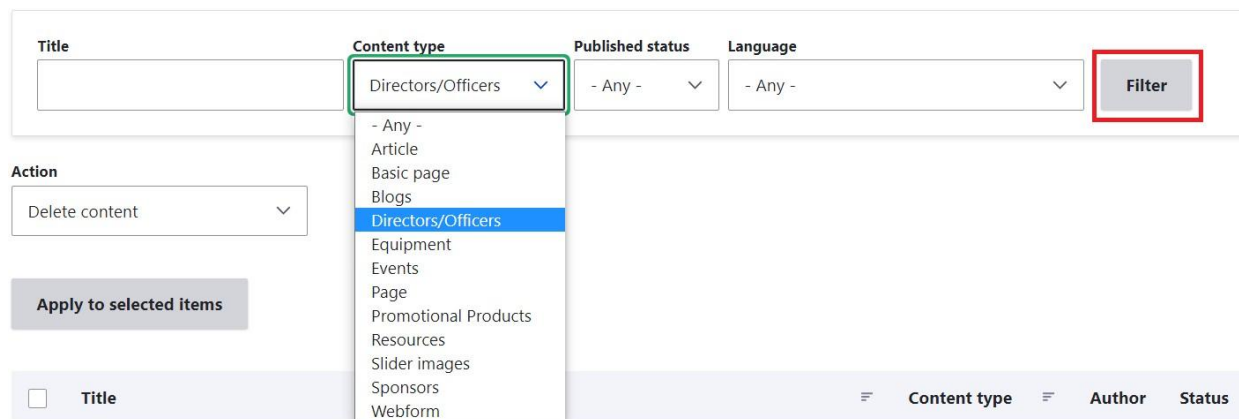 Title Content type Published status Language
Directors/Officers - Any - - Any - Filter
- Any -
Article
Basic page
Blogs
Directors/Officers
Equipment
Events
Page
Promotional Products
Resources
Slider images
Sponsors
Webform
Action
Delete content
Apply to selected items
Title Content type Author Status